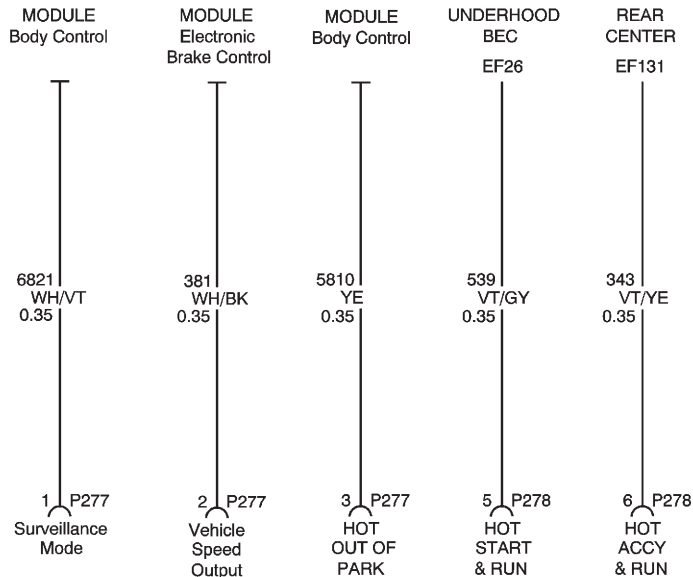 MODULE
Body Control
6821
WH/VT
0.35
1 P277
Surveillance
Mode
MODULE
Electronic
Brake Control
381
WH/BK
0.35
2 P277
Vehicle
Speed
Output
MODULE
Body Control
5810
YE
0.35
3 P277
HOT
OUT OF
PARK
UNDERHOOD
BEC
EF26
539
VT/GY
0.35
5 P278
HOT
START
& RUN
REAR
CENTER
EF131
343
VT/YE
0.35
6 P278
HOT
ACCY
& RUN